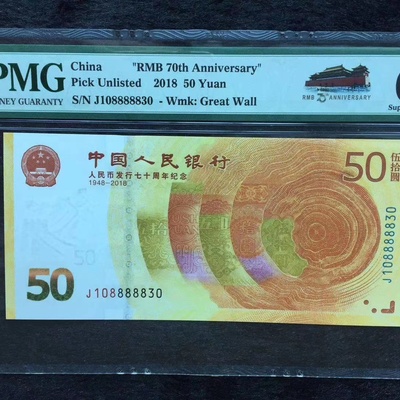 PMG
China "RMB 70th Anniversary"
Pick Unlisted 2018 50 Yuan
S/N J108888830 - Wmk: Great Wall
NEY GUARANTY
RMB 70 ANNIVERSARY
Sup
中国人民银行
人民币发行七十周年纪念
1948-2018
50 伍拾圆
50
50
J108888830
J108888830